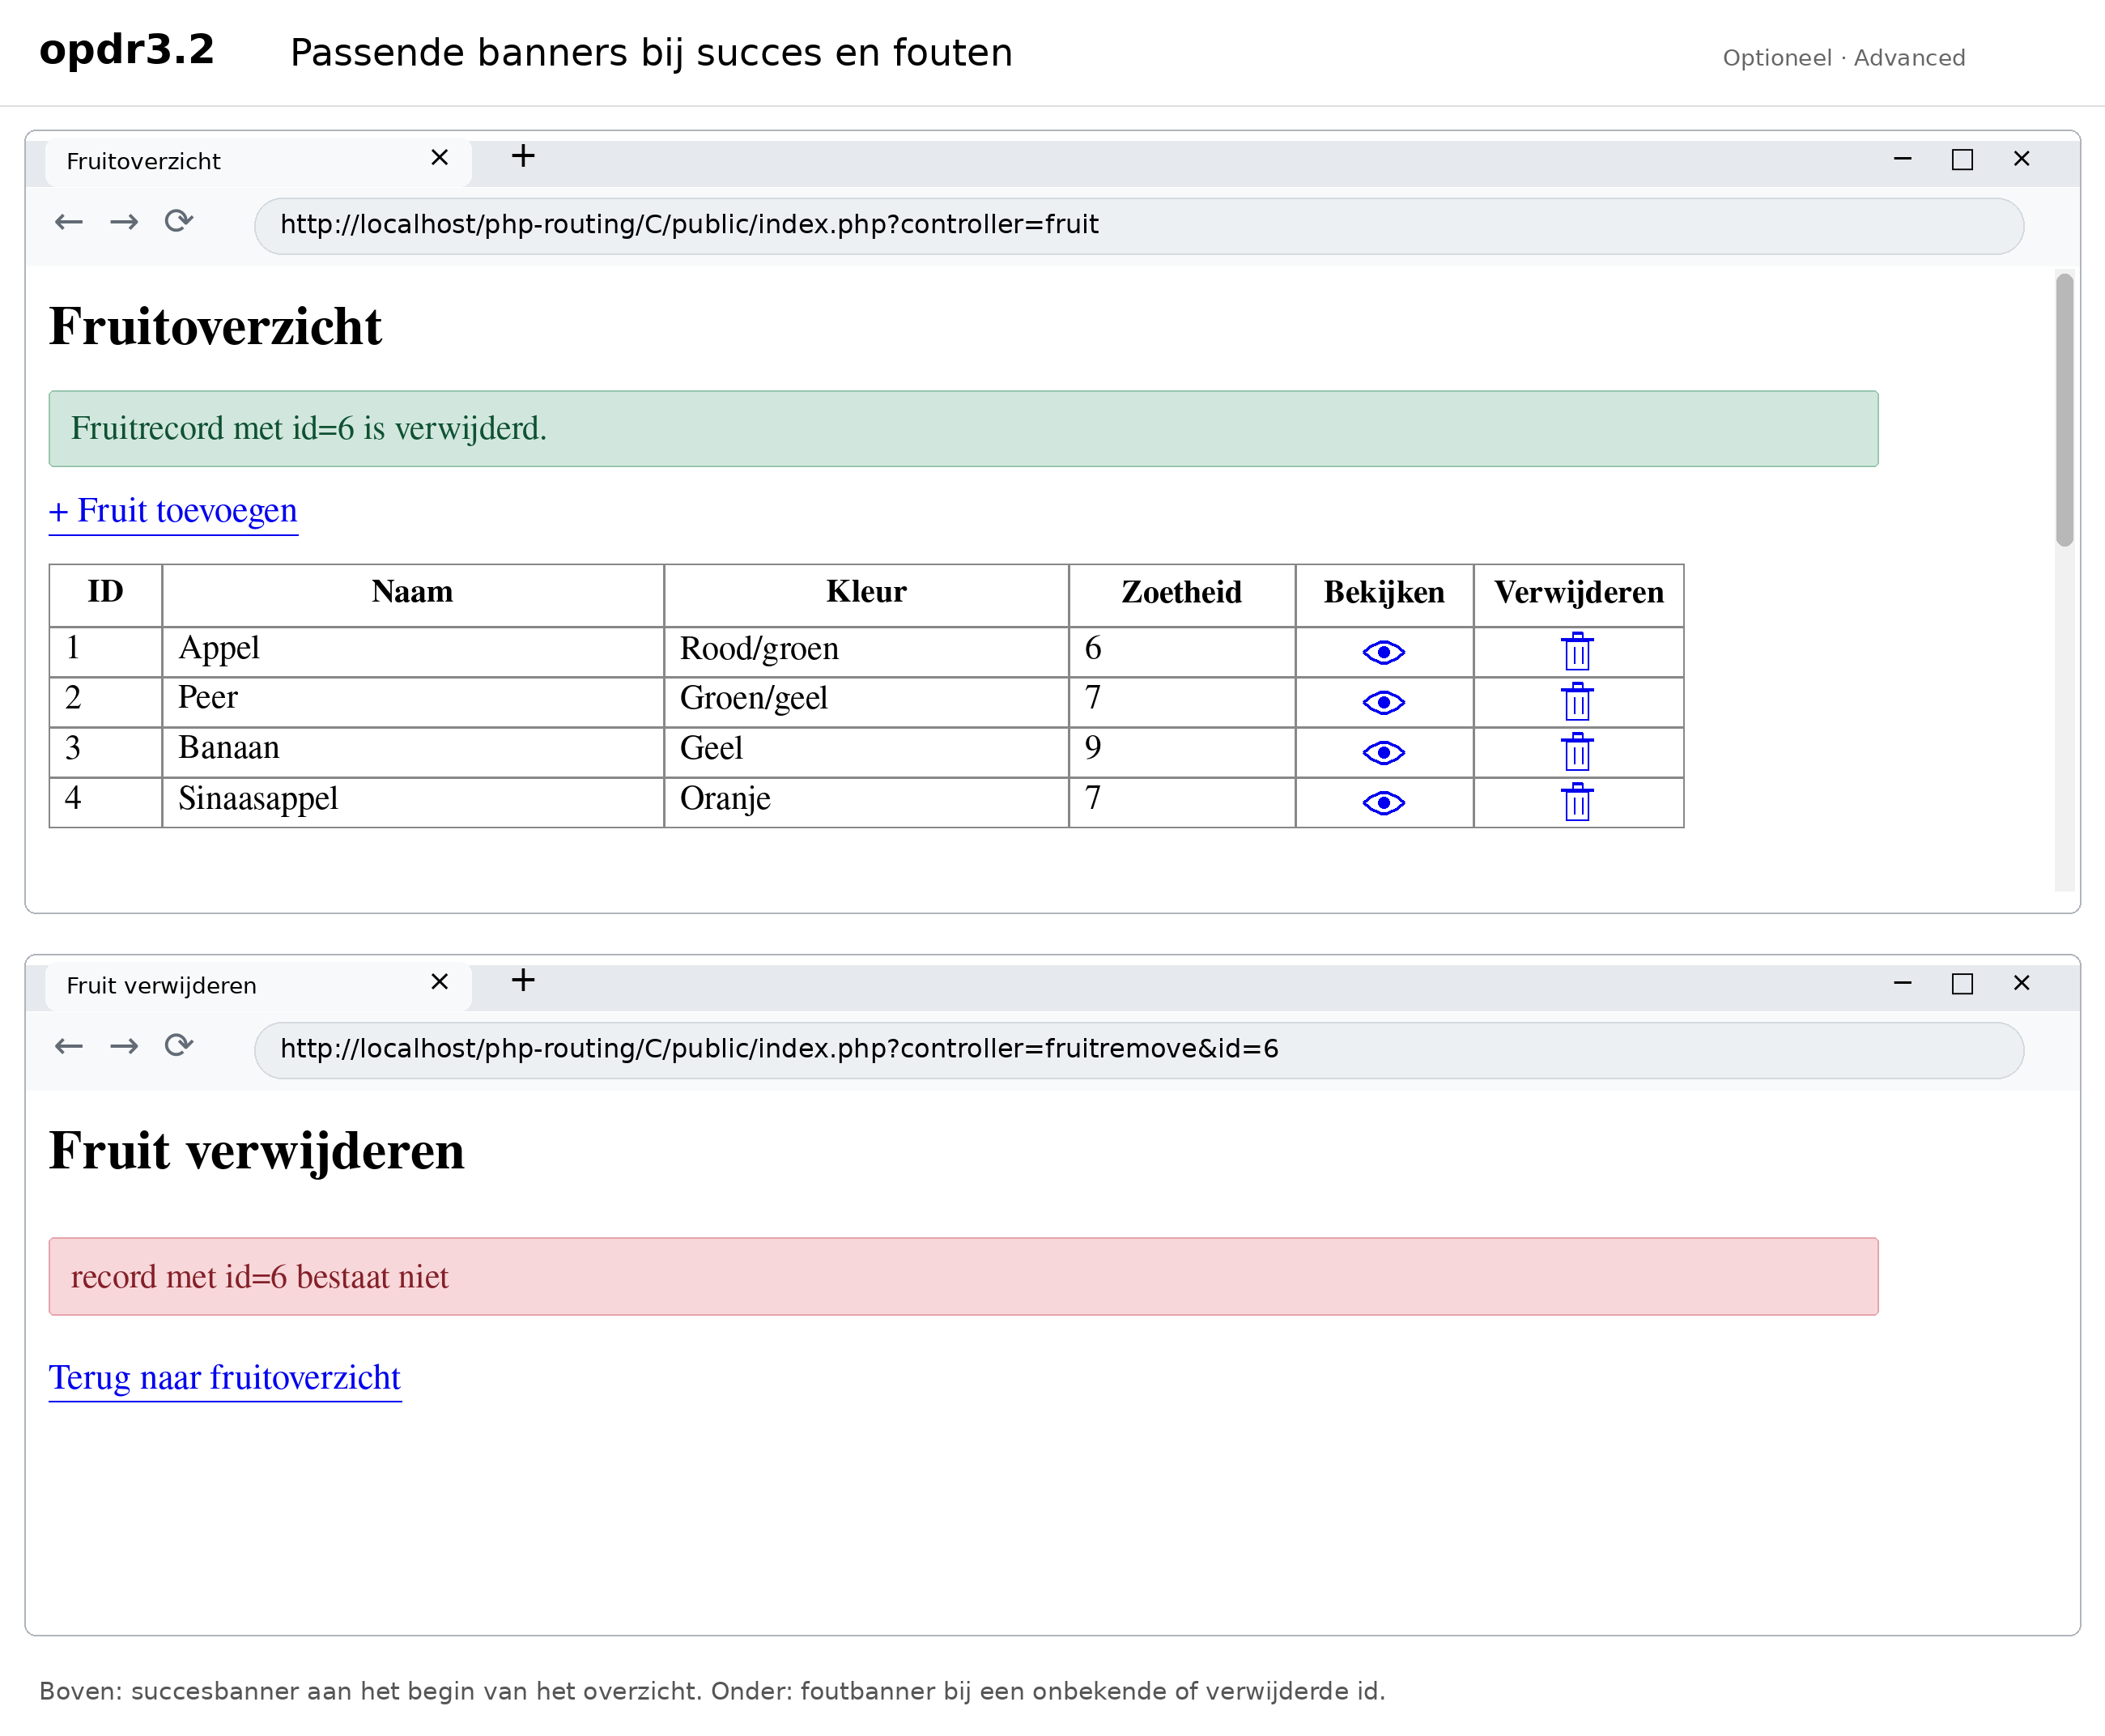 opdr3.2 Passende banners bij succes en fouten Optioneel · Advanced
Fruitoverzicht
http://localhost/php-routing/C/public/index.php?controller=fruit
Fruitoverzicht
Fruitrecord met id=6 is verwijderd.
+ Fruit toevoegen
ID Naam Kleur Zoetheid Bekijken Verwijderen
1 Appel Rood/groen 6
2 Peer Groen/geel 7
3 Banaan Geel 9
4 Sinaasappel Oranje 7
Fruit verwijderen
http://localhost/php-routing/C/public/index.php?controller=fruitremove&id=6
Fruit verwijderen
record met id=6 bestaat niet
Terug naar fruitoverzicht
Boven: succesbanner aan het begin van het overzicht. Onder: foutbanner bij een onbekende of verwijderde id.